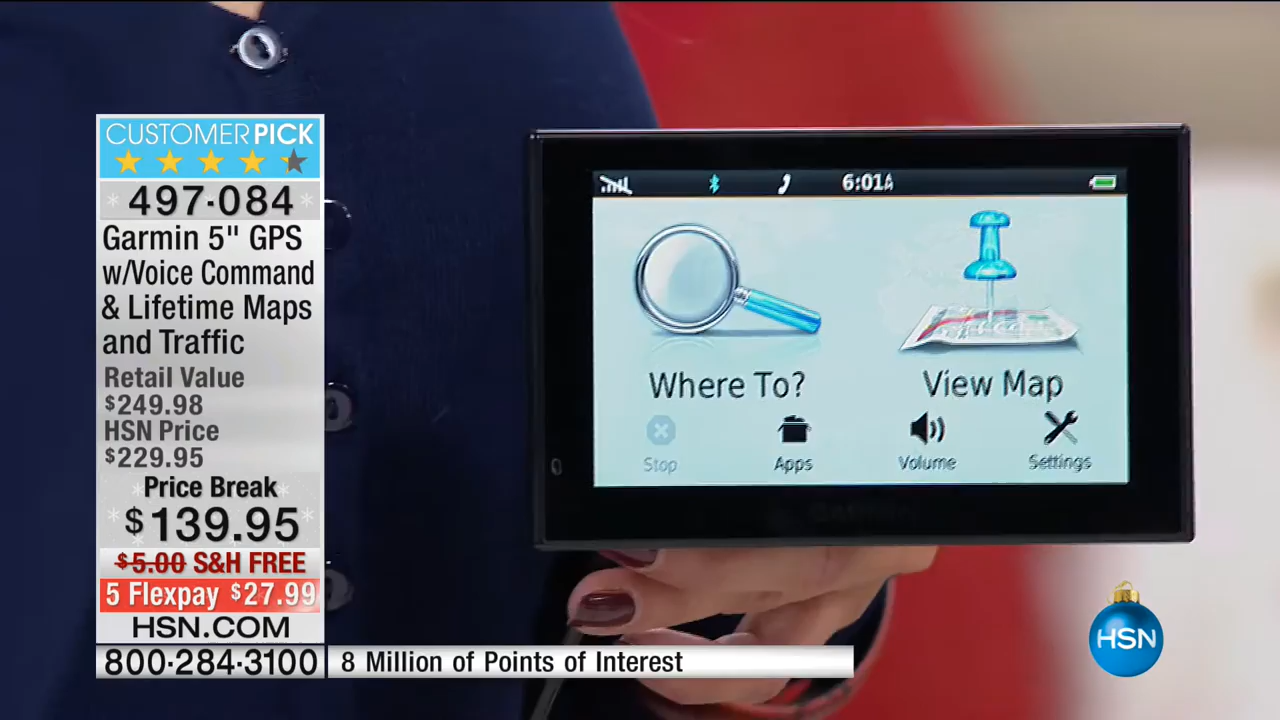 CUSTOMER PICK
497·084
Garmin 5" GPS
w/Voice Command
& Lifetime Maps
and Traffic
Retail Value
$249.98
HSN Price
$229.95
Price Break
$139.95
$5.00 S&H FREE
5 Flexpay $27.99
HSN.COM
800·284·3100
8 Million of Points of Interest
6:01A
Where To?
View Map
Stop
Apps
Volume
Settings
HSN